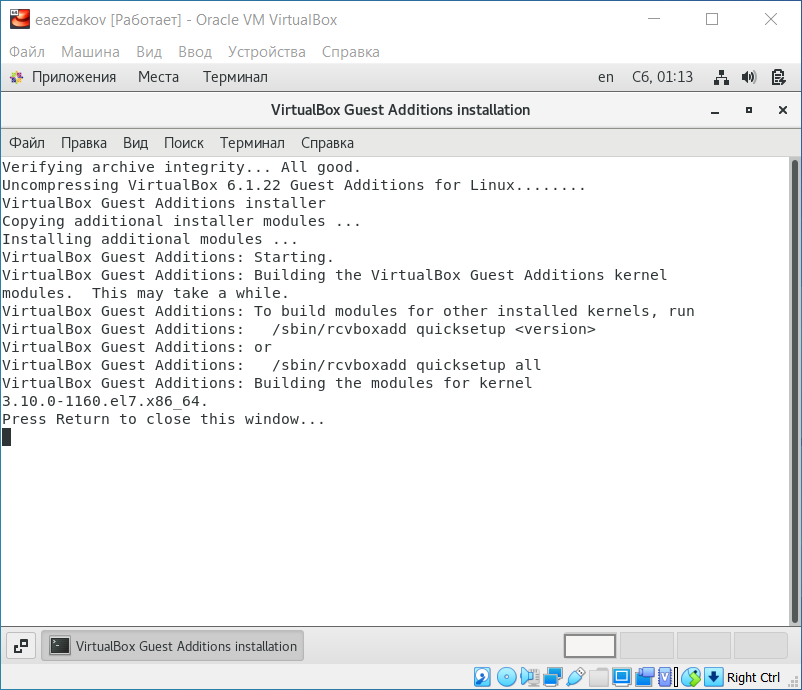 eaezdakov [Работает] - Oracle VM VirtualBox
Файл Машина Вид Ввод Устройства Справка
Приложения Места Терминал en Сб, 01:13
VirtualBox Guest Additions installation
Файл Правка Вид Поиск Терминал Справка
Verifying archive integrity... All good.
Uncompressing VirtualBox 6.1.22 Guest Additions for Linux........
VirtualBox Guest Additions installer
Copying additional installer modules ...
Installing additional modules ...
VirtualBox Guest Additions: Starting.
VirtualBox Guest Additions: Building the VirtualBox Guest Additions kernel
modules.  This may take a while.
VirtualBox Guest Additions: To build modules for other installed kernels, run
VirtualBox Guest Additions:   /sbin/rcvboxadd quicksetup <version>
VirtualBox Guest Additions: or
VirtualBox Guest Additions:   /sbin/rcvboxadd quicksetup all
VirtualBox Guest Additions: Building the modules for kernel
3.10.0-1160.el7.x86_64.
Press Return to close this window...
VirtualBox Guest Additions installation
Right Ctrl